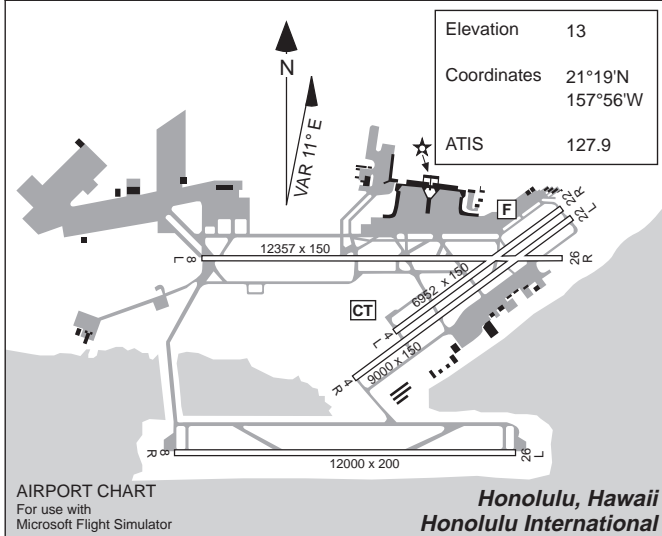 Elevation 13
Coordinates 21°19'N
157°56'W
ATIS 127.9
N
VAR 11° E
F
22 R
22 L
12357 x 150
8 L
26 R
6952 x 150
CT
4 L
9000 x 150
4 R
8 R
26 L
12000 x 200
AIRPORT CHART
For use with
Microsoft Flight Simulator
Honolulu, Hawaii
Honolulu International